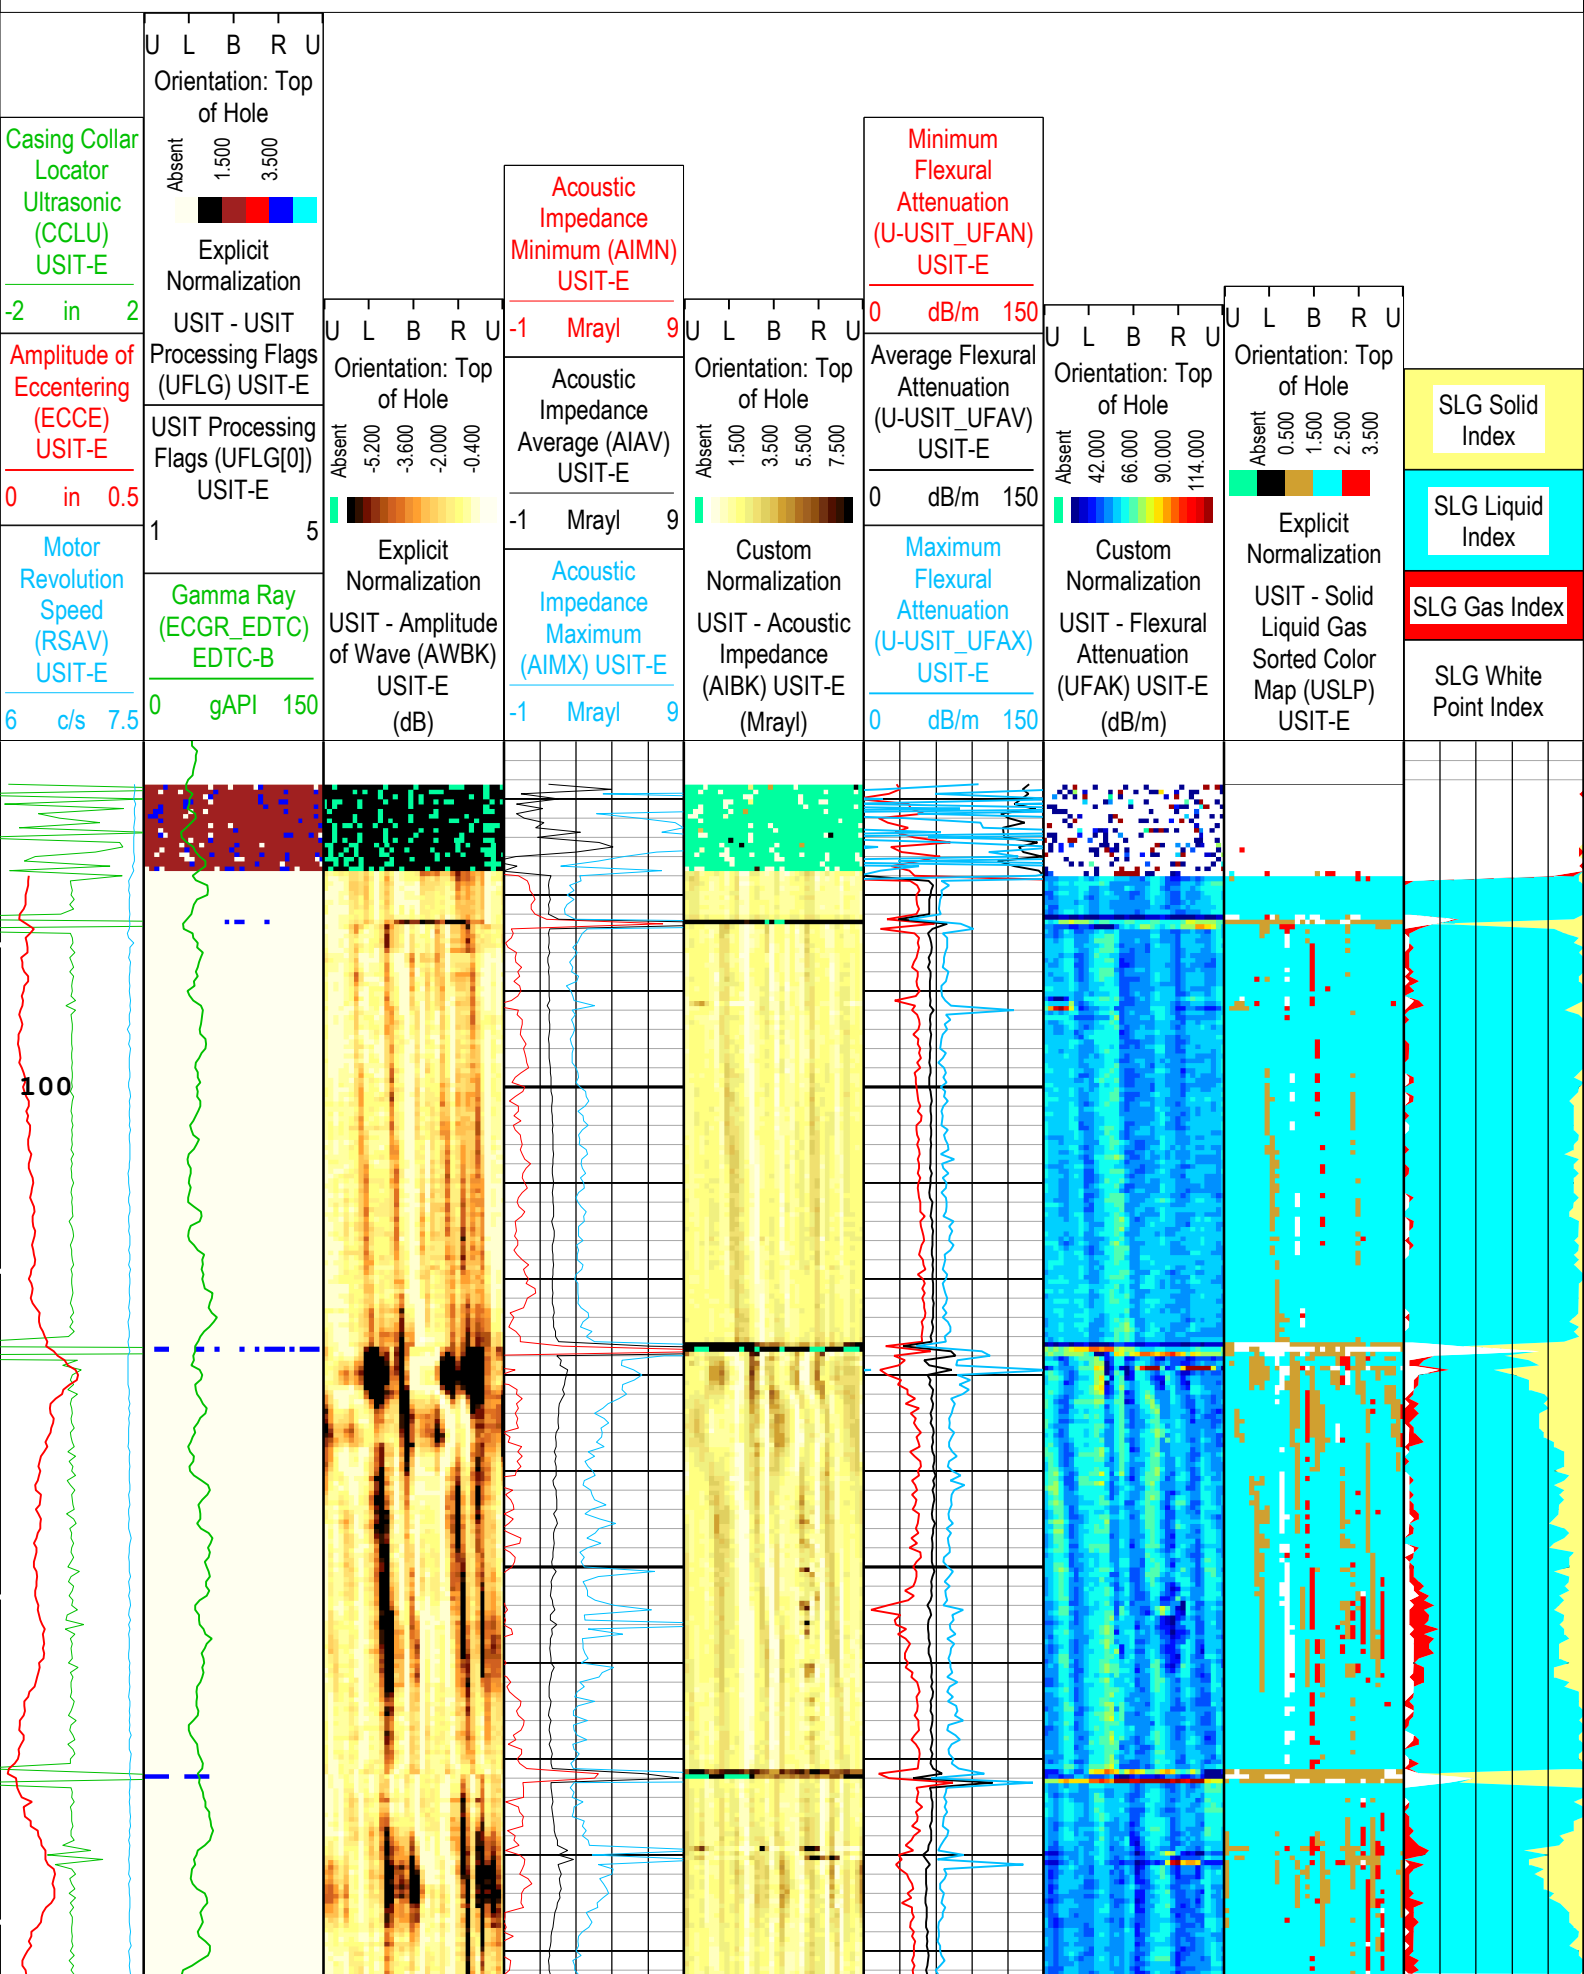 Casing Collar
Locator
Ultrasonic
(CCLU)
USIT-E
-2 in 2
Amplitude of
Eccentering
(ECCE)
USIT-E
0 in 0.5
Motor
Revolution
Speed
(RSAV)
USIT-E
6 c/s 7.5
U L B R U
Orientation: Top
of Hole
Absent
1.500
3.500
Explicit
Normalization
USIT - USIT
Processing Flags
(UFLG) USIT-E
USIT Processing
Flags (UFLG[0])
USIT-E
1 5
Gamma Ray
(ECGR_EDTC)
EDTC-B
0 gAPI 150
U L B R U
Orientation: Top
of Hole
Absent
-5.200
-3.600
-2.000
-0.400
Explicit
Normalization
USIT - Amplitude
of Wave (AWBK)
USIT-E
(dB)
Acoustic
Impedance
Minimum (AIMN)
USIT-E
-1 Mrayl 9
Acoustic
Impedance
Average (AIAV)
USIT-E
-1 Mrayl 9
Acoustic
Impedance
Maximum
(AIMX) USIT-E
-1 Mrayl 9
U L B R U
Orientation: Top
of Hole
Absent
1.500
3.500
5.500
7.500
Custom
Normalization
USIT - Acoustic
Impedance
(AIBK) USIT-E
(Mrayl)
Minimum
Flexural
Attenuation
(U-USIT_UFAN)
USIT-E
0 dB/m 150
Average Flexural
Attenuation
(U-USIT_UFAV)
USIT-E
0 dB/m 150
Maximum
Flexural
Attenuation
(U-USIT_UFAX)
USIT-E
0 dB/m 150
U L B R U
Orientation: Top
of Hole
Absent
42.000
66.000
90.000
114.000
Custom
Normalization
USIT - Flexural
Attenuation
(UFAK) USIT-E
(dB/m)
U L B R U
Orientation: Top
of Hole
Absent
0.500
1.500
2.500
3.500
Explicit
Normalization
USIT - Solid
Liquid Gas
Sorted Color
Map (USLP)
USIT-E
SLG Solid
Index
SLG Liquid
Index
SLG Gas Index
SLG White
Point Index
100